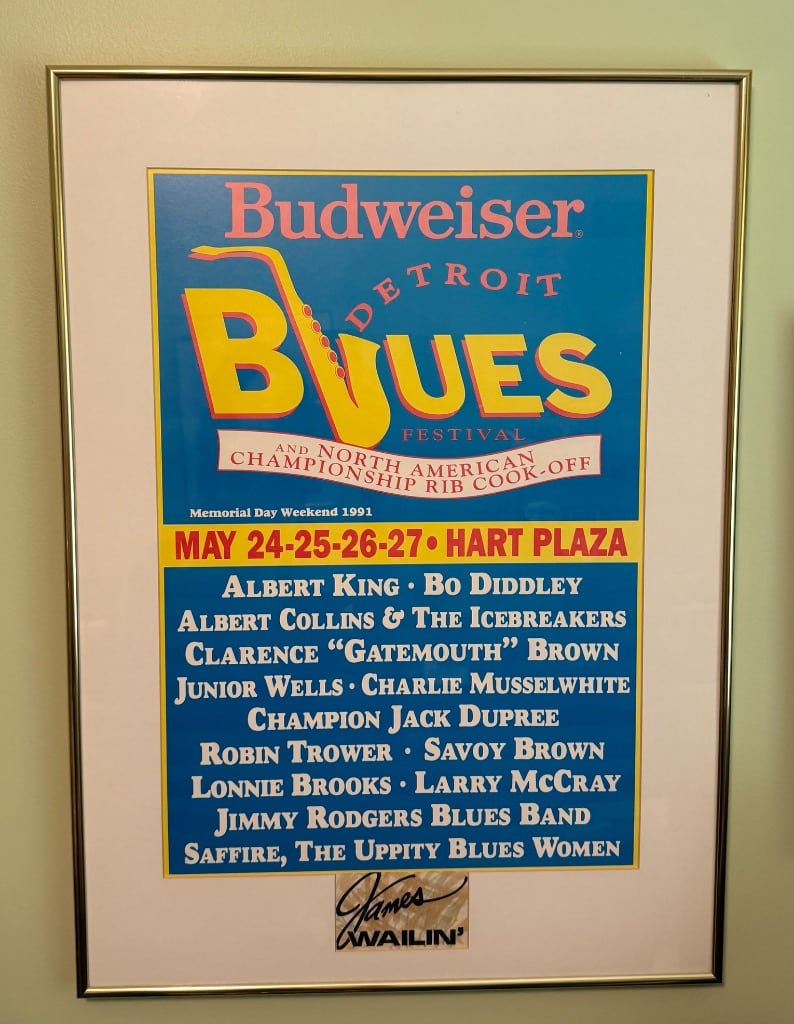 Budweiser®
DETROIT
BLUES
FESTIVAL
AND NORTH AMERICAN
CHAMPIONSHIP RIB COOK-OFF
Memorial Day Weekend 1991
MAY 24-25-26-27 • HART PLAZA
ALBERT KING · BO DIDDLEY
ALBERT COLLINS & THE ICEBREAKERS
CLARENCE “GATEMOUTH” BROWN
JUNIOR WELLS · CHARLIE MUSSELWHITE
CHAMPION JACK DUPREE
ROBIN TROWER · SAVOY BROWN
LONNIE BROOKS · LARRY MCCRAY
JIMMY RODGERS BLUES BAND
SAFFIRE, THE UPPITY BLUES WOMEN
James
WAILIN’